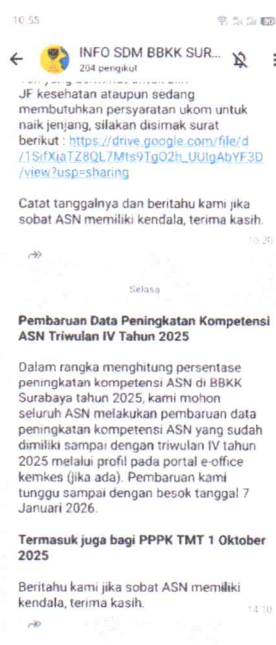 10.55
INFO SDM BBKK SUR...
204 pengikut
JF kesehatan ataupun sedang
membutuhkan persyaratan ukom untuk
naik jenjang, silakan disimak surat
berikut : https://drive.google.com/file/d
/1SifXiaTZ8QL7Mts9TgO2h_UUlgAbYF3D
/view?usp=sharing
Catat tanggalnya dan beritahu kami jika
sobat ASN memiliki kendala, terima kasih.
10.20
Selasa
Pembaruan Data Peningkatan Kompetensi
ASN Triwulan IV Tahun 2025
Dalam rangka menghitung persentase
peningkatan kompetensi ASN di BBKK
Surabaya tahun 2025, kami mohon
seluruh ASN melakukan pembaruan data
peningkatan kompetensi ASN yang sudah
dimiliki sampai dengan triwulan IV tahun
2025 melalui profil pada portal e-office
kemkes (jika ada). Pembaruan kami
tunggu sampai dengan besok tanggal 7
Januari 2026.
Termasuk juga bagi PPPK TMT 1 Oktober
2025
Beritahu kami jika sobat ASN memiliki
kendala, terima kasih.
14.10